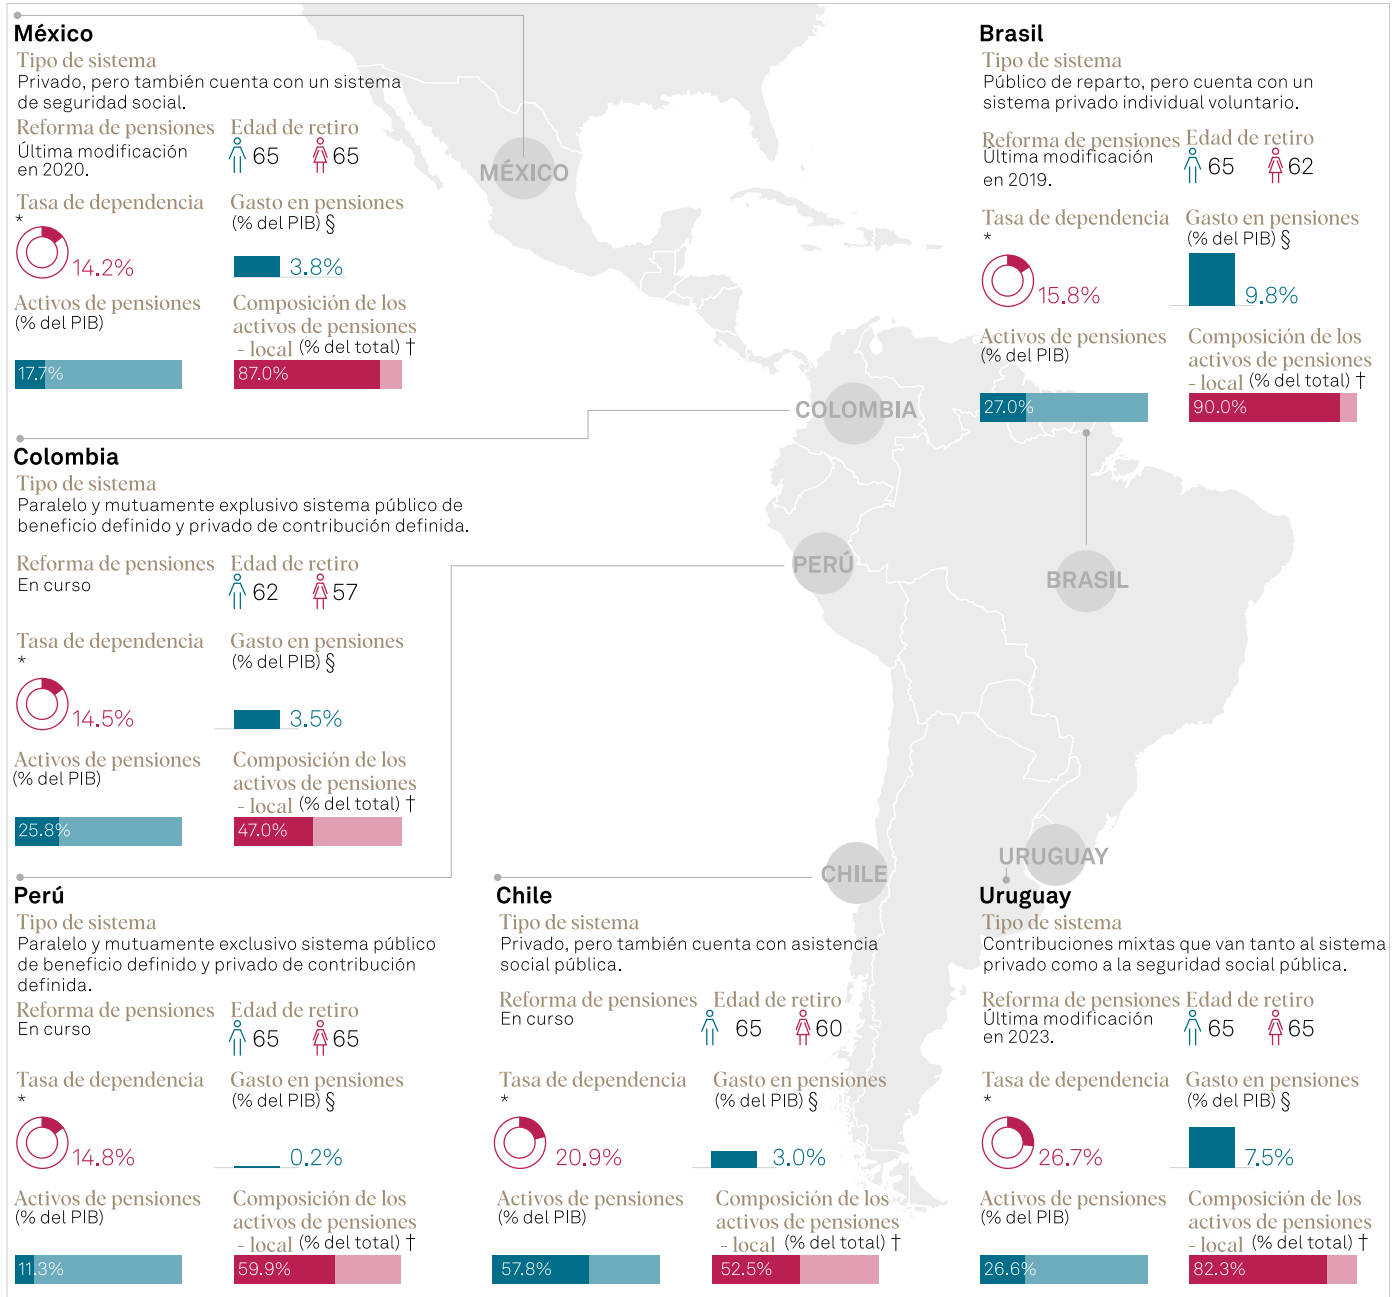 México
Tipo de sistema
Privado, pero también cuenta con un sistema
de seguridad social.
Reforma de pensiones
Última modificación
en 2020.
Edad de retiro
65 65
Tasa de dependencia
*
14.2%
Gasto en pensiones
(% del PIB) §
3.8%
Activos de pensiones
(% del PIB)
17.7%
Composición de los
activos de pensiones
- local (% del total) †
87.0%
Brasil
Tipo de sistema
Público de reparto, pero cuenta con un
sistema privado individual voluntario.
Reforma de pensiones
Última modificación
en 2019.
Edad de retiro
65 62
Tasa de dependencia
*
15.8%
Gasto en pensiones
(% del PIB) §
9.8%
Activos de pensiones
(% del PIB)
27.0%
Composición de los
activos de pensiones
- local (% del total) †
90.0%
MÉXICO
COLOMBIA
PERÚ
BRASIL
URUGUAY
CHILE
Colombia
Tipo de sistema
Paralelo y mutuamente explusivo sistema público de
beneficio definido y privado de contribución definida.
Reforma de pensiones
En curso
Edad de retiro
62 57
Tasa de dependencia
*
14.5%
Gasto en pensiones
(% del PIB) §
3.5%
Activos de pensiones
(% del PIB)
25.8%
Composición de los
activos de pensiones
- local (% del total) †
47.0%
Perú
Tipo de sistema
Paralelo y mutuamente exclusivo sistema público
de beneficio definido y privado de contribución
definida.
Reforma de pensiones
En curso
Edad de retiro
65 65
Tasa de dependencia
*
14.8%
Gasto en pensiones
(% del PIB) §
0.2%
Activos de pensiones
(% del PIB)
11.3%
Composición de los
activos de pensiones
- local (% del total) †
59.9%
Chile
Tipo de sistema
Privado, pero también cuenta con asistencia
social pública.
Reforma de pensiones
En curso
Edad de retiro
65 60
Tasa de dependencia
*
20.9%
Gasto en pensiones
(% del PIB) §
3.0%
Activos de pensiones
(% del PIB)
57.8%
Composición de los
activos de pensiones
- local (% del total) †
52.5%
Uruguay
Tipo de sistema
Contribuciones mixtas que van tanto al sistema
privado como a la seguridad social pública.
Reforma de pensiones
Última modificación
en 2023.
Edad de retiro
65 65
Tasa de dependencia
*
26.7%
Gasto en pensiones
(% del PIB) §
7.5%
Activos de pensiones
(% del PIB)
26.6%
Composición de los
activos de pensiones
- local (% del total) †
82.3%